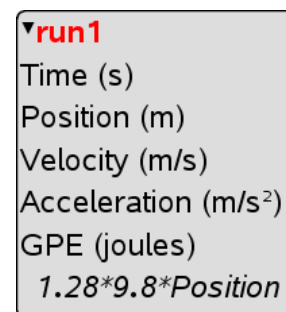 run1
Time (s)
Position (m)
Velocity (m/s)
Acceleration (m/s²)
GPE (joules)
1.28*9.8*Position